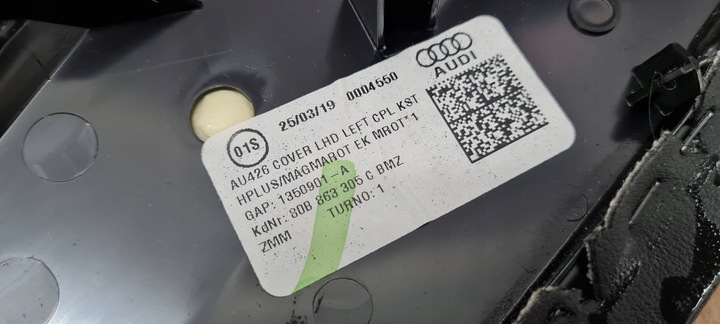 AUDI
25/03/19 0004550
01S
AU426 COVER LHD LEFT CPL KST
HPLUS/MAGMAROT EK MROT*1
GAP: 1350901-A
KdNr: 80B 863 305 C BMZ
ZMM TURNO: 1